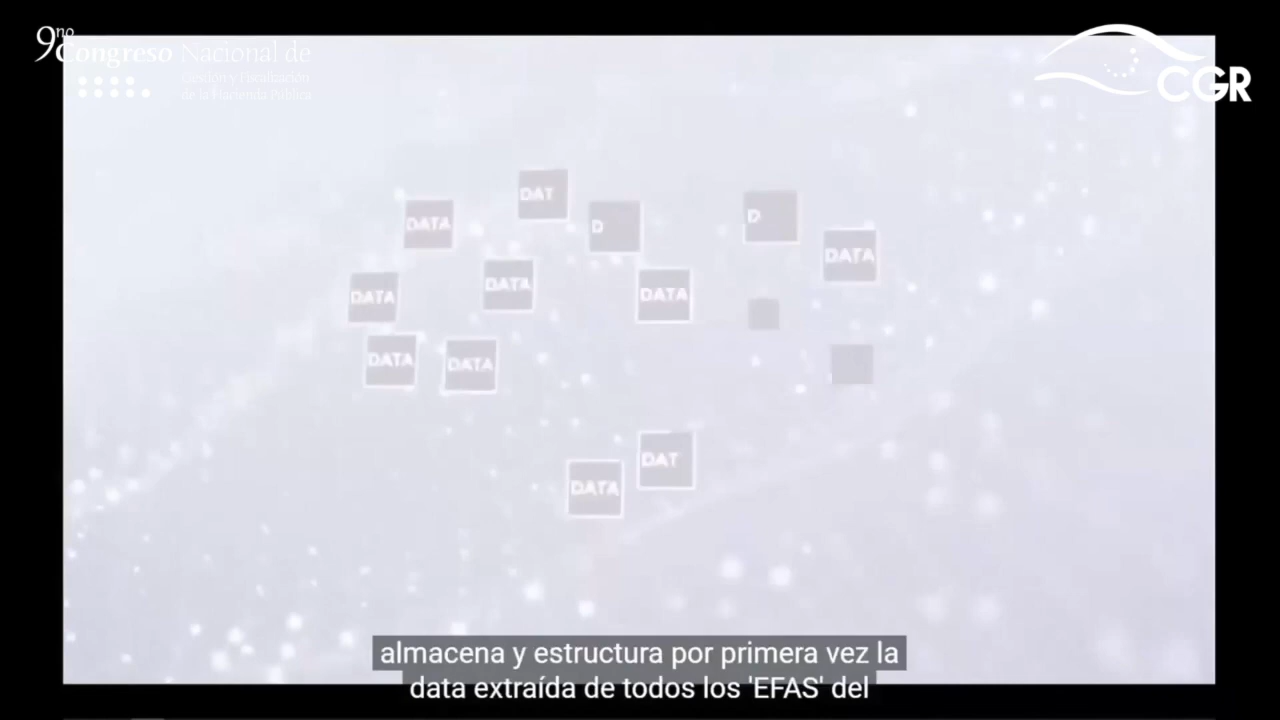 9no
Congreso Nacional de
Gestión y Fiscalización
de la Hacienda Pública
CGR
DAT
DATA
D
D
DATA
DATA
DATA
DATA
DATA
DATA
DAT
DATA
almacena y estructura por primera vez la
data extraída de todos los 'EFAS' del